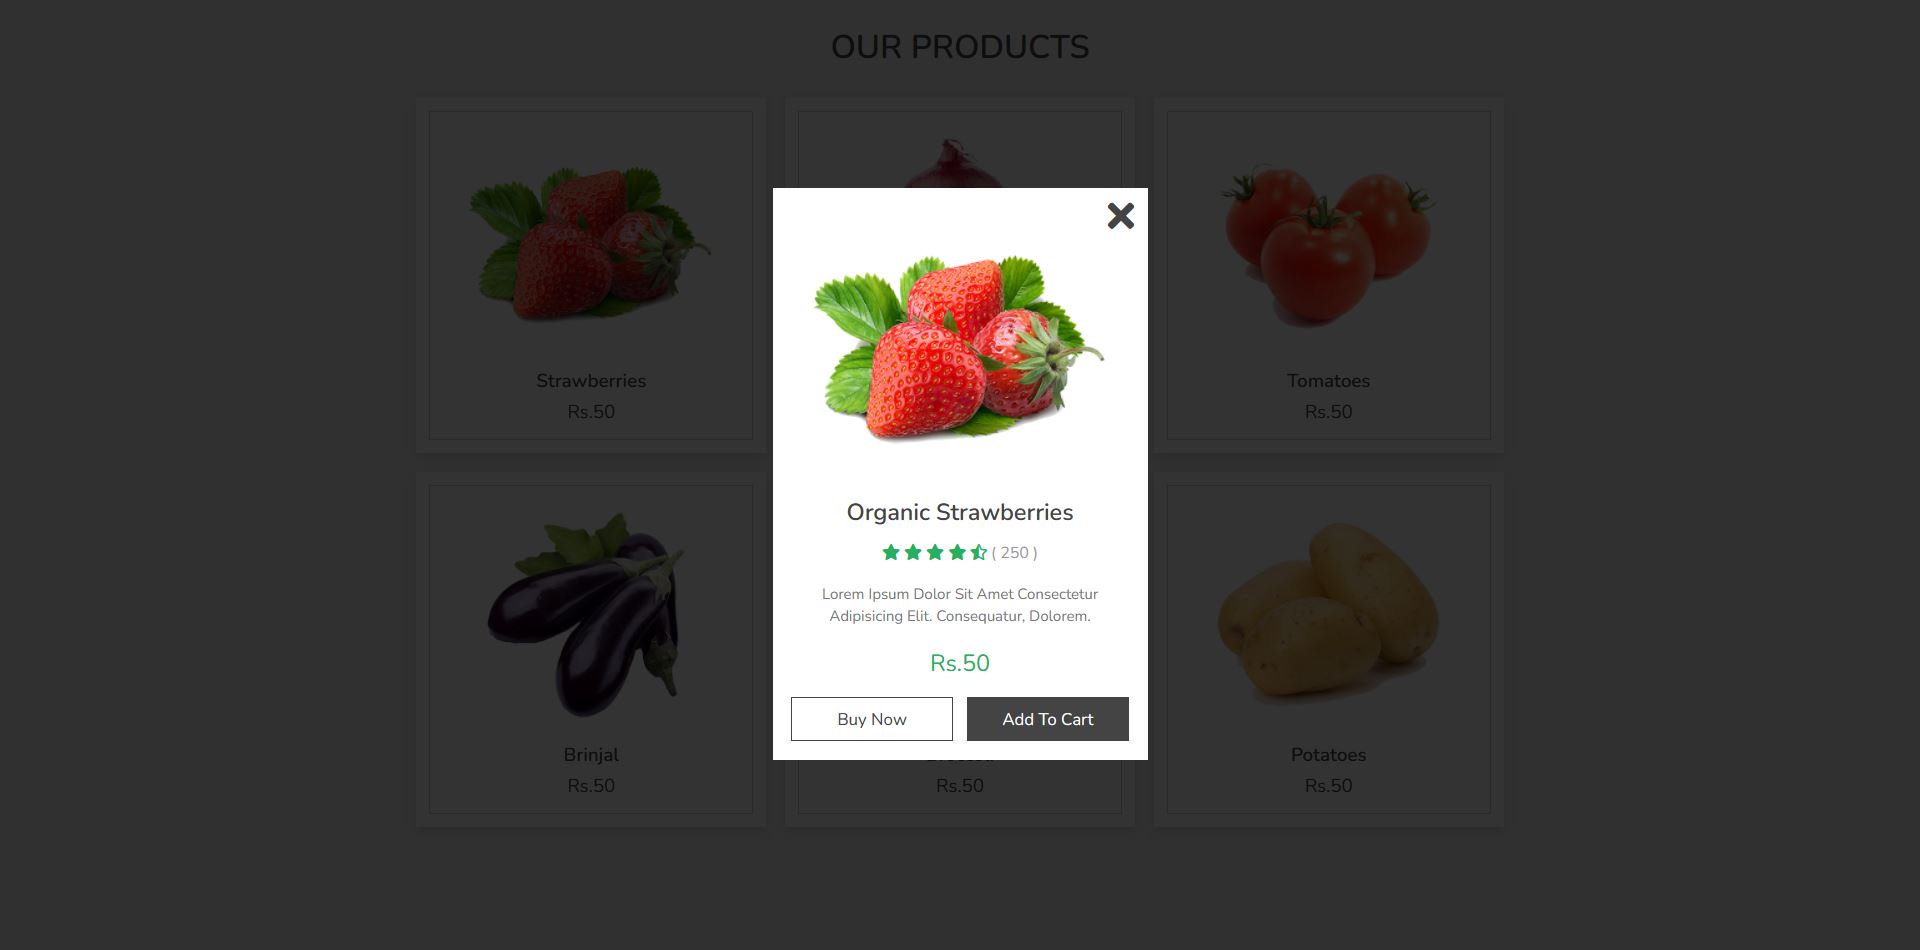 OUR PRODUCTS
Strawberries
Rs.50
Tomatoes
Rs.50
Organic Strawberries
( 250 )
Lorem Ipsum Dolor Sit Amet Consectetur
Adipisicing Elit. Consequatur, Dolorem.
Rs.50
Buy Now
Add To Cart
Brinjal
Rs.50
Rs.50
Potatoes
Rs.50